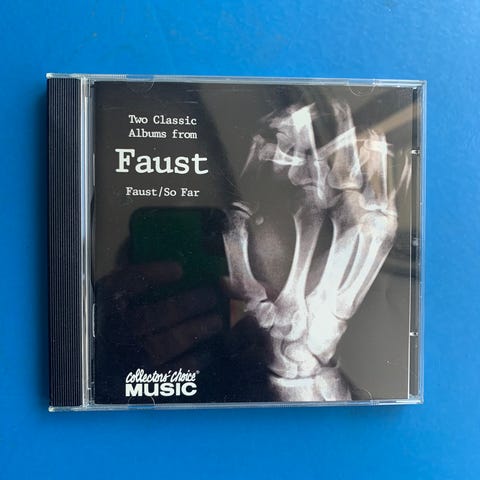 Two Classic
Albums from
Faust
Faust/So Far
Collectors' Choice®
MUSIC